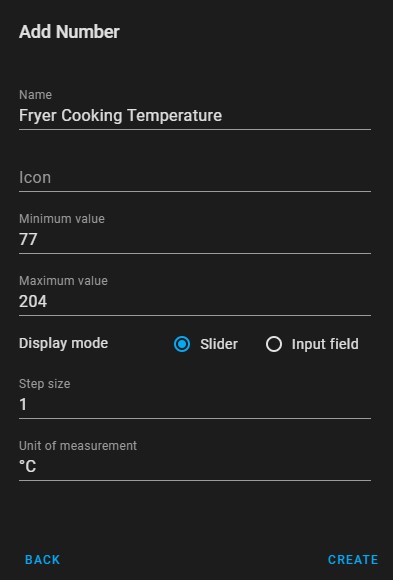 Add Number
Name
Fryer Cooking Temperature
Icon
Minimum value
77
Maximum value
204
Display mode Slider Input field
Step size
1
Unit of measurement
°C
BACK CREATE